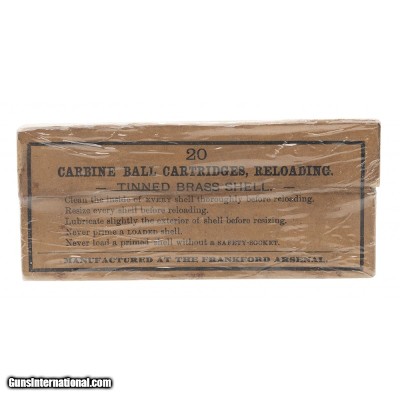 20
CARBINE BALL CARTRIDGES, RELOADING.
— TINNED BRASS SHELL. —
Clean the inside of EVERY shell thoroughly before reloading.
Resize every shell before reloading.
Lubricate slightly the exterior of shell before resizing.
Never prime a LOADED shell.
Never load a primed shell without a SAFETY-SOCKET.
MANUFACTURED AT THE FRANKFORD ARSENAL.
GunsInternational.com